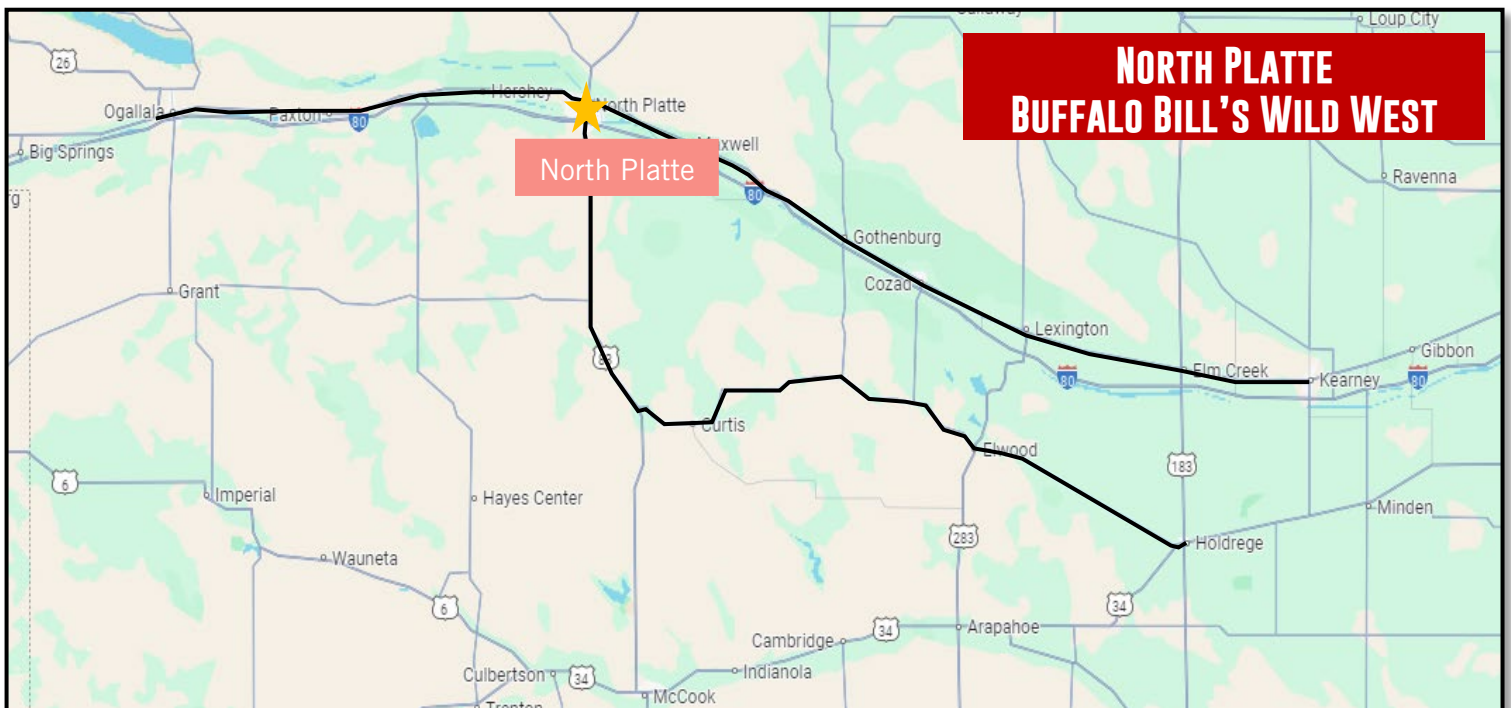 Loup City
26
NORTH PLATTE
BUFFALO BILL'S WILD WEST
Hershey
Ogallala
Paxton
80
North Platte
Big Springs
Maxwell
North Platte
Ravenna
80
Gothenburg
Cozad
Grant
Lexington
Gibbon
83
Elm Creek
80
Kearney
80
Curtis
Elwood
183
6
Imperial
Hayes Center
Minden
283
Holdrege
Wauneta
6
34
Cambridge
34
Arapahoe
Culbertson
34
Indianola
McCook